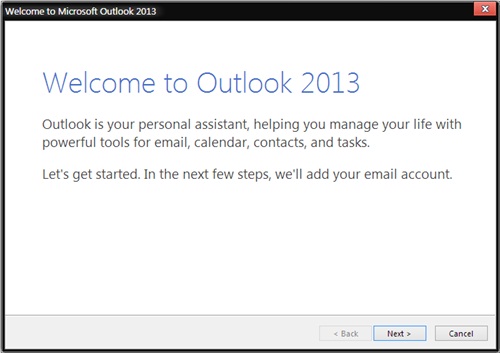 Welcome to Microsoft Outlook 2013
Welcome to Outlook 2013
Outlook is your personal assistant, helping you manage your life with
powerful tools for email, calendar, contacts, and tasks.
Let's get started. In the next few steps, we'll add your email account.
< Back
Next >
Cancel